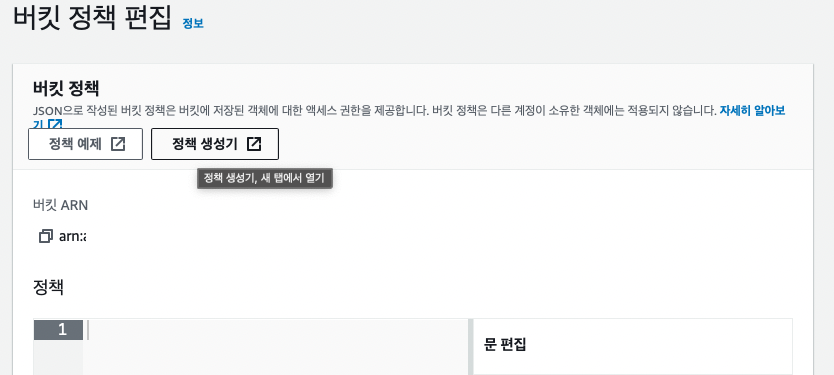 버킷 정책 편집 정보
버킷 정책
JSON으로 작성된 버킷 정책은 버킷에 저장된 객체에 대한 액세스 권한을 제공합니다. 버킷 정책은 다른 계정이 소유한 객체에는 적용되지 않습니다. 자세히 알아보
기
정책 예제
정책 생성기
정책 생성기, 새 탭에서 열기
버킷 ARN
arn:a
정책
1
문 편집